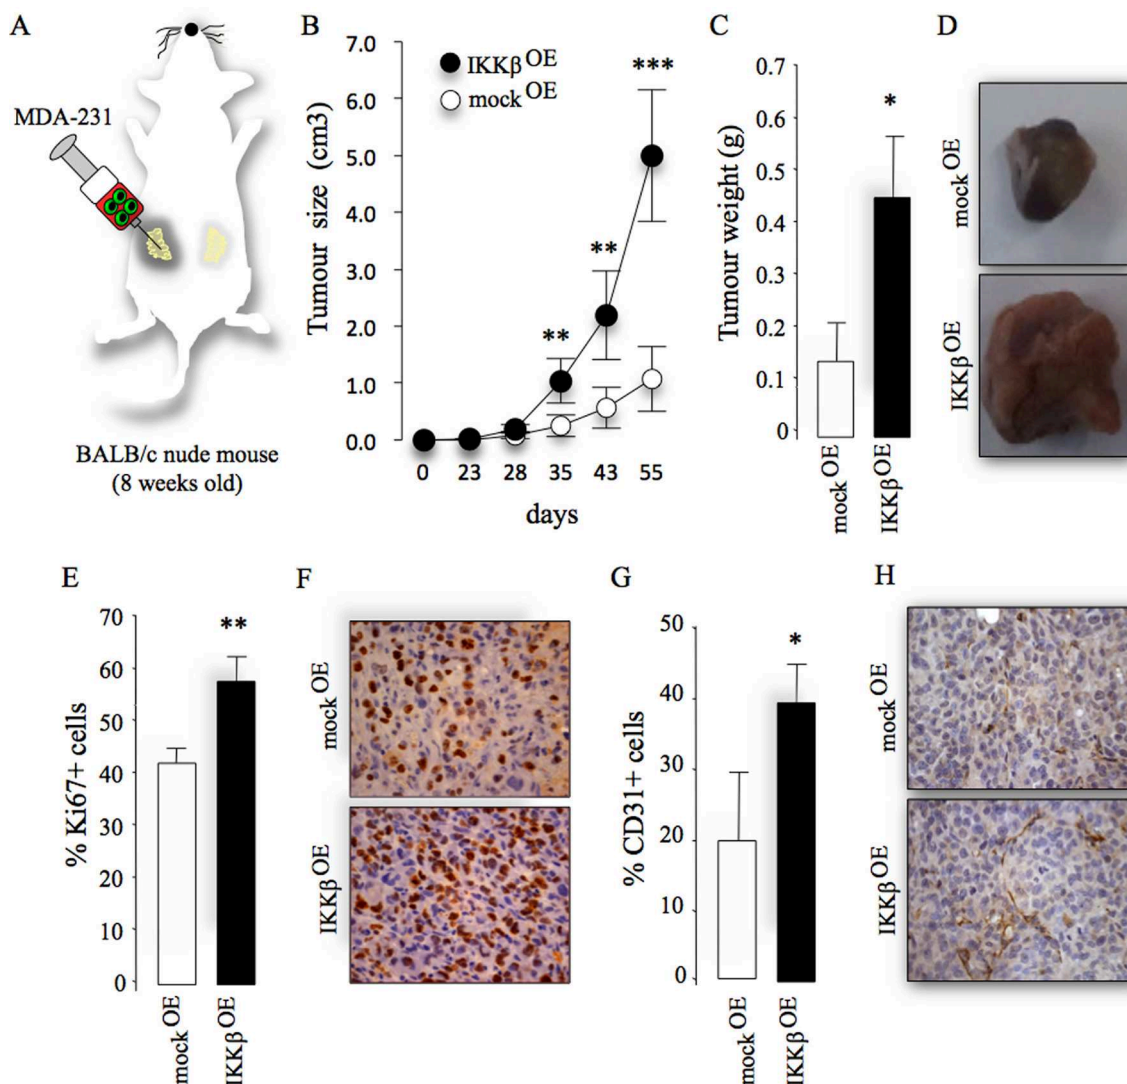 A
MDA-231
BALB/c nude mouse
(8 weeks old)
B
Tumour size (cm3)
7.0
6.0
5.0
4.0
3.0
2.0
1.0
0.0
IKKβ^OE
mock^OE
**
**
***
0 23 28 35 43 55
days
C
Tumour weight (g)
0.7
0.6
0.5
0.4
0.3
0.2
0.1
0
*
mock^OE
IKKβ^OE
D
mock^OE
IKKβ^OE
E
% Ki67+ cells
70
60
50
40
30
20
10
0
**
mock^OE
IKKβ^OE
F
mock^OE
IKKβ^OE
G
% CD31+ cells
50
40
30
20
10
0
*
mock^OE
IKKβ^OE
H
mock^OE
IKKβ^OE